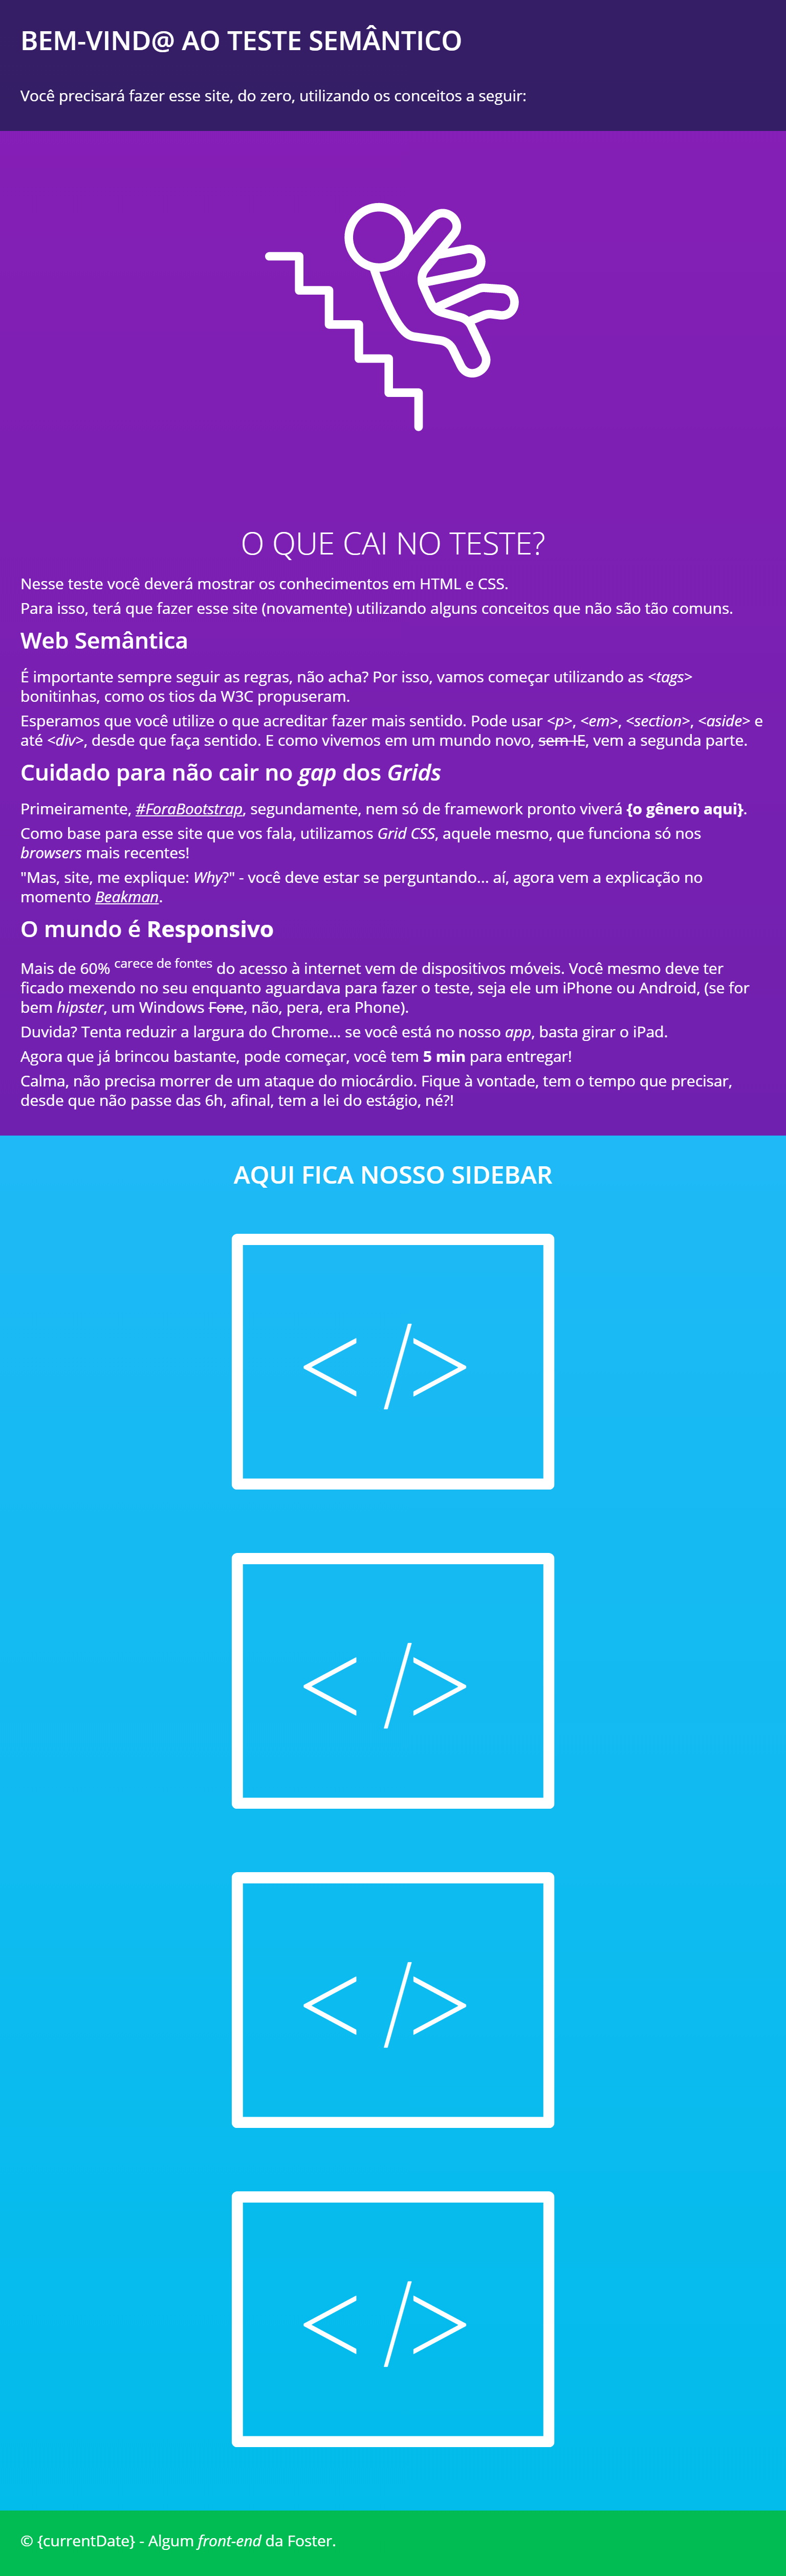 BEM-VIND@ AO TESTE SEMÂNTICO
Você precisará fazer esse site, do zero, utilizando os conceitos a seguir:
O QUE CAI NO TESTE?
Nesse teste você deverá mostrar os conhecimentos em HTML e CSS.
Para isso, terá que fazer esse site (novamente) utilizando alguns conceitos que não são tão comuns.
Web Semântica
É importante sempre seguir as regras, não acha? Por isso, vamos começar utilizando as <tags>
bonitinhas, como os tios da W3C propuseram.
Esperamos que você utilize o que acreditar fazer mais sentido. Pode usar <p>, <em>, <section>, <aside> e
até <div>, desde que faça sentido. E como vivemos em um mundo novo, sem IE, vem a segunda parte.
Cuidado para não cair no gap dos Grids
Primeiramente, #ForaBootstrap, segundamente, nem só de framework pronto viverá {o gênero aqui}.
Como base para esse site que vos fala, utilizamos Grid CSS, aquele mesmo, que funciona só nos
browsers mais recentes!
"Mas, site, me explique: Why?" - você deve estar se perguntando... aí, agora vem a explicação no
momento Beakman.
O mundo é Responsivo
Mais de 60% carece de fontes do acesso à internet vem de dispositivos móveis. Você mesmo deve ter
ficado mexendo no seu enquanto aguardava para fazer o teste, seja ele um iPhone ou Android, (se for
bem hipster, um Windows Fone, não, pera, era Phone).
Duvida? Tenta reduzir a largura do Chrome... se você está no nosso app, basta girar o iPad.
Agora que já brincou bastante, pode começar, você tem 5 min para entregar!
Calma, não precisa morrer de um ataque do miocárdio. Fique à vontade, tem o tempo que precisar,
desde que não passe das 6h, afinal, tem a lei do estágio, né?!
AQUI FICA NOSSO SIDEBAR
< />
< />
< />
< />
© {currentDate} - Algum front-end da Foster.